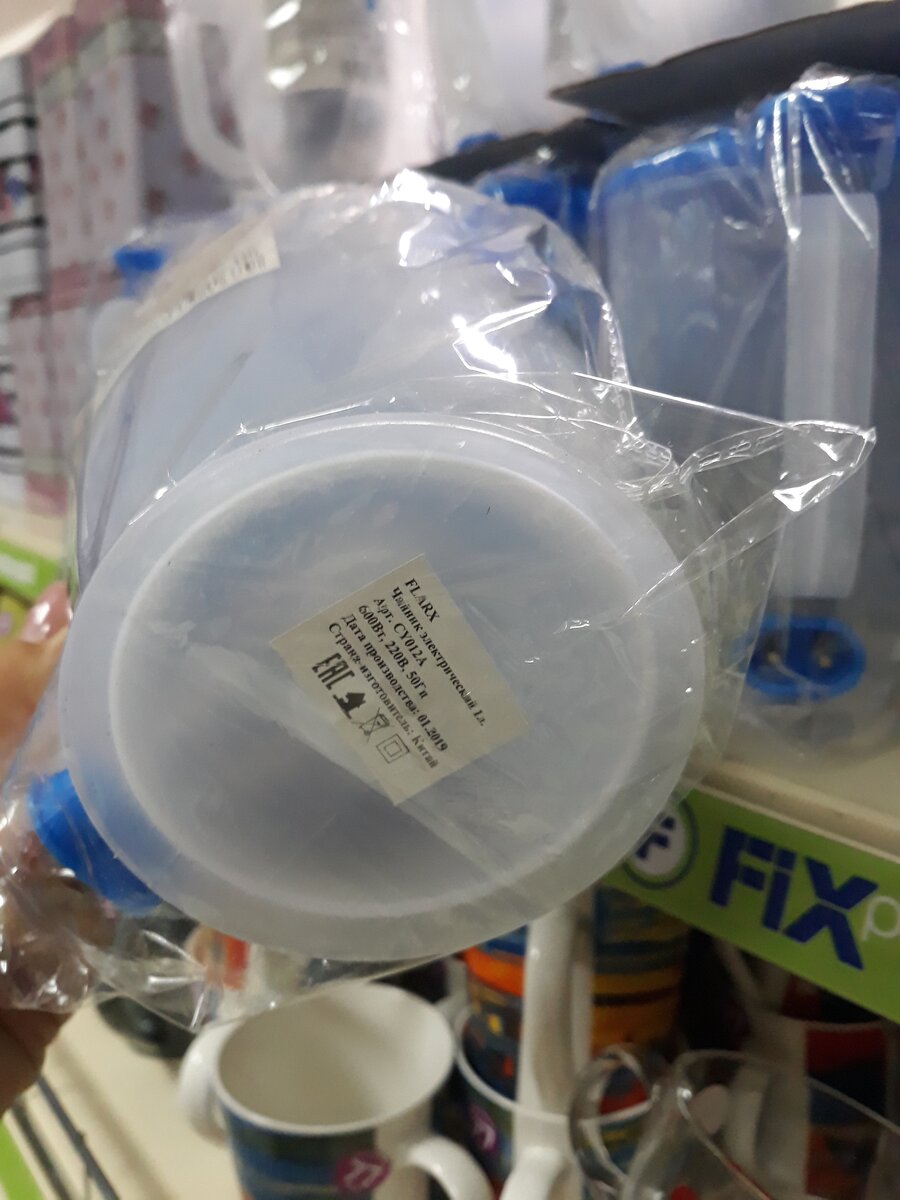 FLARX
Чайник электрический 1л.
Арт. CY012A
600Вт, 220В, 50Гц
Дата производства: 01.2019
Страна-изготовитель: Китай
EAC
FiX